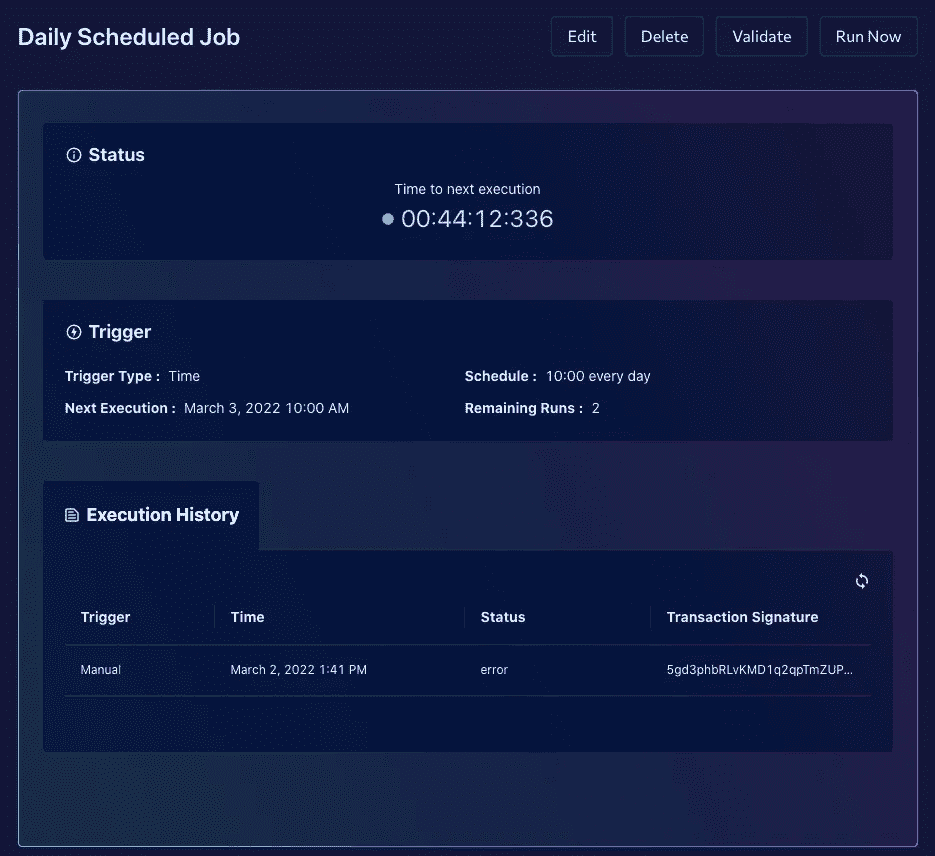 Daily Scheduled Job
Edit
Delete
Validate
Run Now
Status
Time to next execution
00:44:12:336
Trigger
Trigger Type : Time
Schedule : 10:00 every day
Next Execution : March 3, 2022 10:00 AM
Remaining Runs : 2
Execution History
Trigger Time Status Transaction Signature
Manual March 2, 2022 1:41 PM error 5gd3phbRLvKMD1q2qpTmZUP...